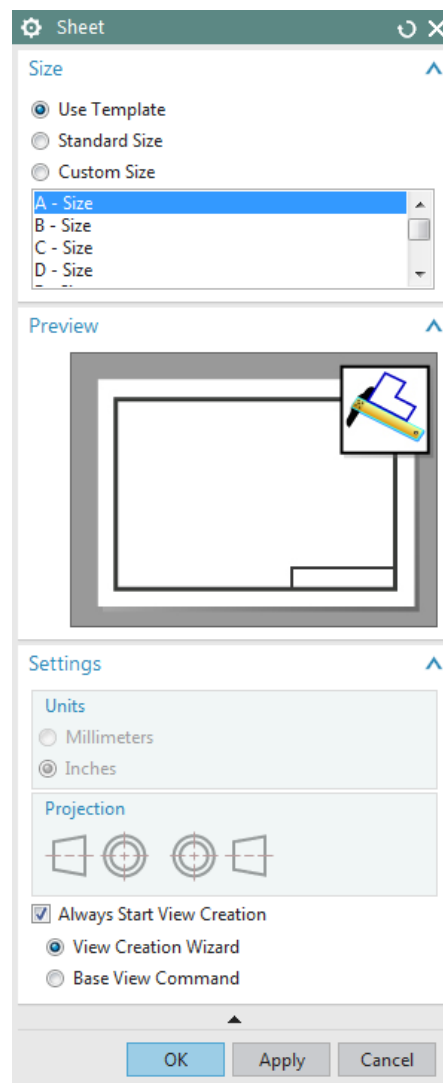 Sheet
Size
Use Template
Standard Size
Custom Size
A - Size
B - Size
C - Size
D - Size
Preview
Settings
Units
Millimeters
Inches
Projection
Always Start View Creation
View Creation Wizard
Base View Command
OK Apply Cancel